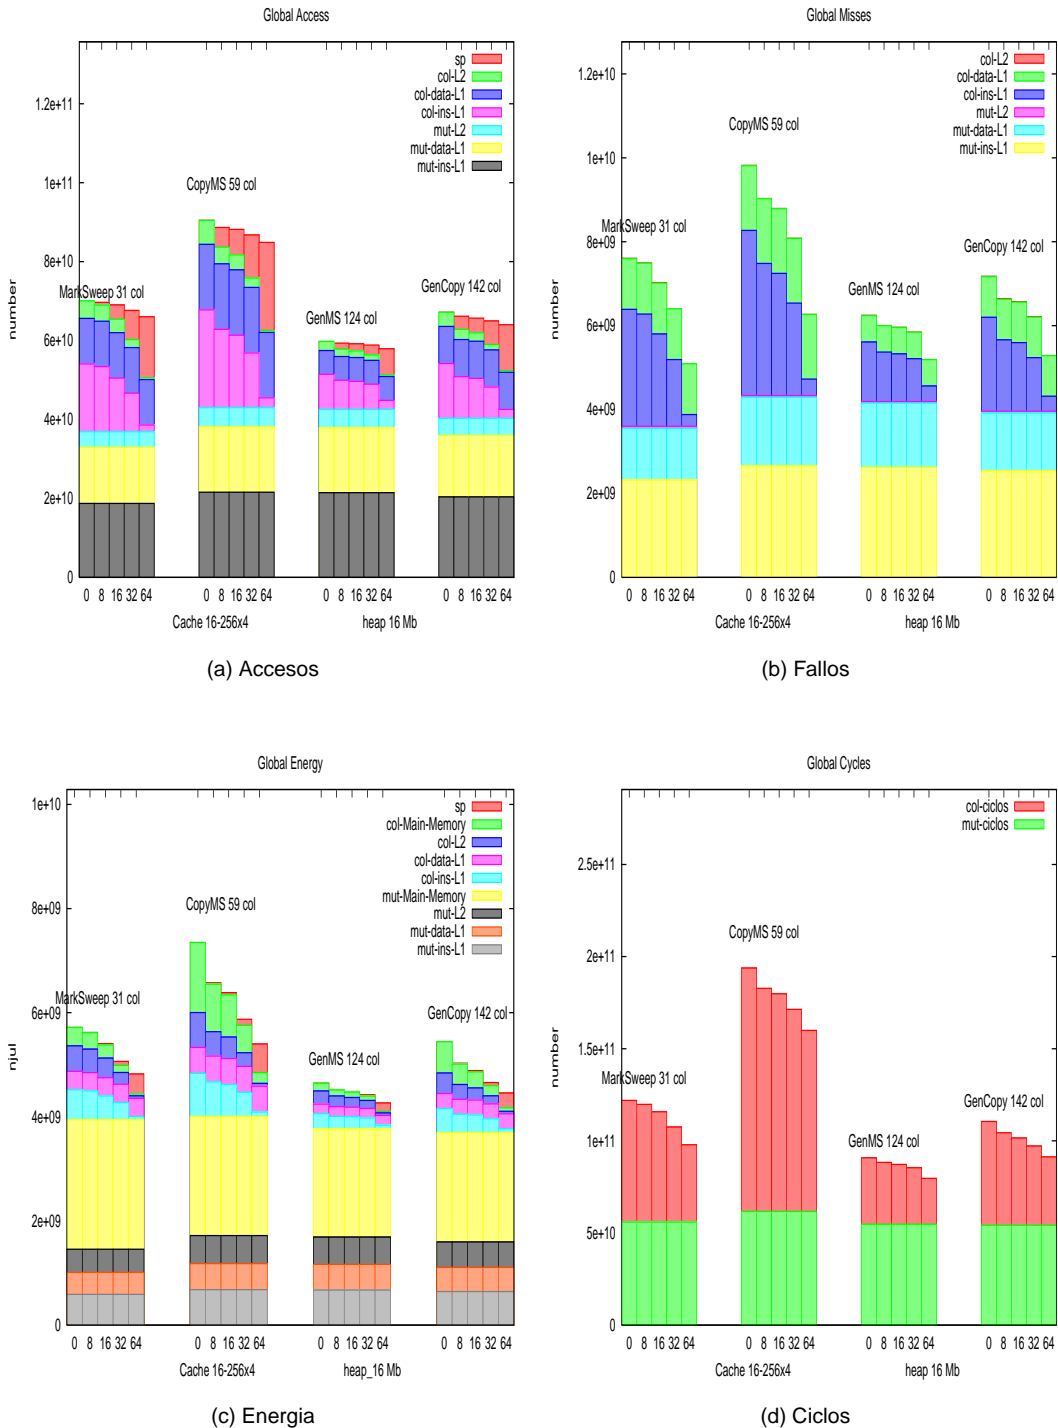 Global Access
sp
col-L2
col-data-L1
col-ins-L1
mut-L2
mut-data-L1
mut-ins-L1
1.2e+11
1e+11
8e+10
6e+10
4e+10
2e+10
0
number
MarkSweep 31 col
CopyMS 59 col
GenMS 124 col
GenCopy 142 col
0 8 16 32 64
0 8 16 32 64
0 8 16 32 64
0 8 16 32 64
Cache 16-256x4
heap 16 Mb
(a) Accesos
Global Misses
col-L2
col-data-L1
col-ins-L1
mut-L2
mut-data-L1
mut-ins-L1
1.2e+10
1e+10
8e+09
6e+09
4e+09
2e+09
0
number
MarkSweep 31 col
CopyMS 59 col
GenMS 124 col
GenCopy 142 col
0 8 16 32 64
0 8 16 32 64
0 8 16 32 64
0 8 16 32 64
Cache 16-256x4
heap 16 Mb
(b) Fallos
Global Energy
sp
col-Main-Memory
col-L2
col-data-L1
col-ins-L1
mut-Main-Memory
mut-L2
mut-data-L1
mut-ins-L1
1e+10
8e+09
6e+09
4e+09
2e+09
0
njul
MarkSweep 31 col
CopyMS 59 col
GenMS 124 col
GenCopy 142 col
0 8 16 32 64
0 8 16 32 64
0 8 16 32 64
0 8 16 32 64
Cache 16-256x4
heap_16 Mb
(c) Energia
Global Cycles
col-ciclos
mut-ciclos
2.5e+11
2e+11
1.5e+11
1e+11
5e+10
0
number
MarkSweep 31 col
CopyMS 59 col
GenMS 124 col
GenCopy 142 col
0 8 16 32 64
0 8 16 32 64
0 8 16 32 64
0 8 16 32 64
Cache 16-256x4
heap 16 Mb
(d) Ciclos